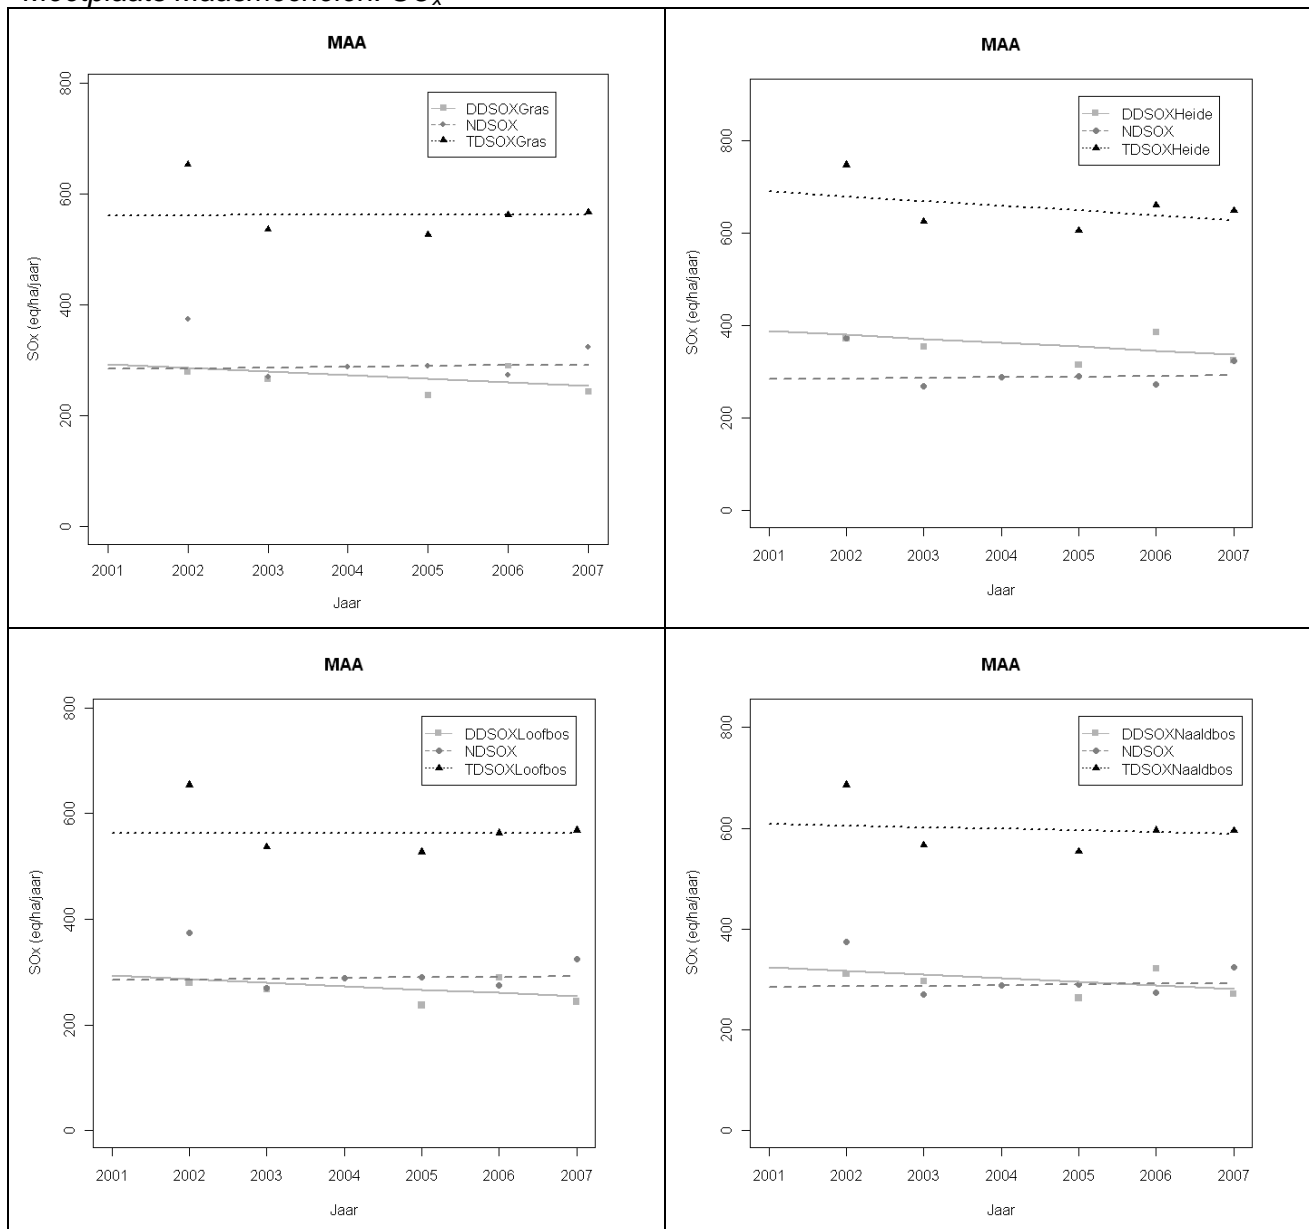 Meetplaats Maasmechelen: SOx
MAA
800
600
400
200
0
SOx (eq/ha/jaar)
DDSOXGras
NDSOX
TDSOXGras
2001 2002 2003 2004 2005 2006 2007
Jaar
MAA
800
600
400
200
0
SOx (eq/ha/jaar)
DDSOXHeide
NDSOX
TDSOXHeide
2001 2002 2003 2004 2005 2006 2007
Jaar
MAA
800
600
400
200
0
SOx (eq/ha/jaar)
DDSOXLoofbos
NDSOX
TDSOXLoofbos
2001 2002 2003 2004 2005 2006 2007
Jaar
MAA
800
600
400
200
0
SOx (eq/ha/jaar)
DDSOXNaaldbos
NDSOX
TDSOXNaaldbos
2001 2002 2003 2004 2005 2006 2007
Jaar